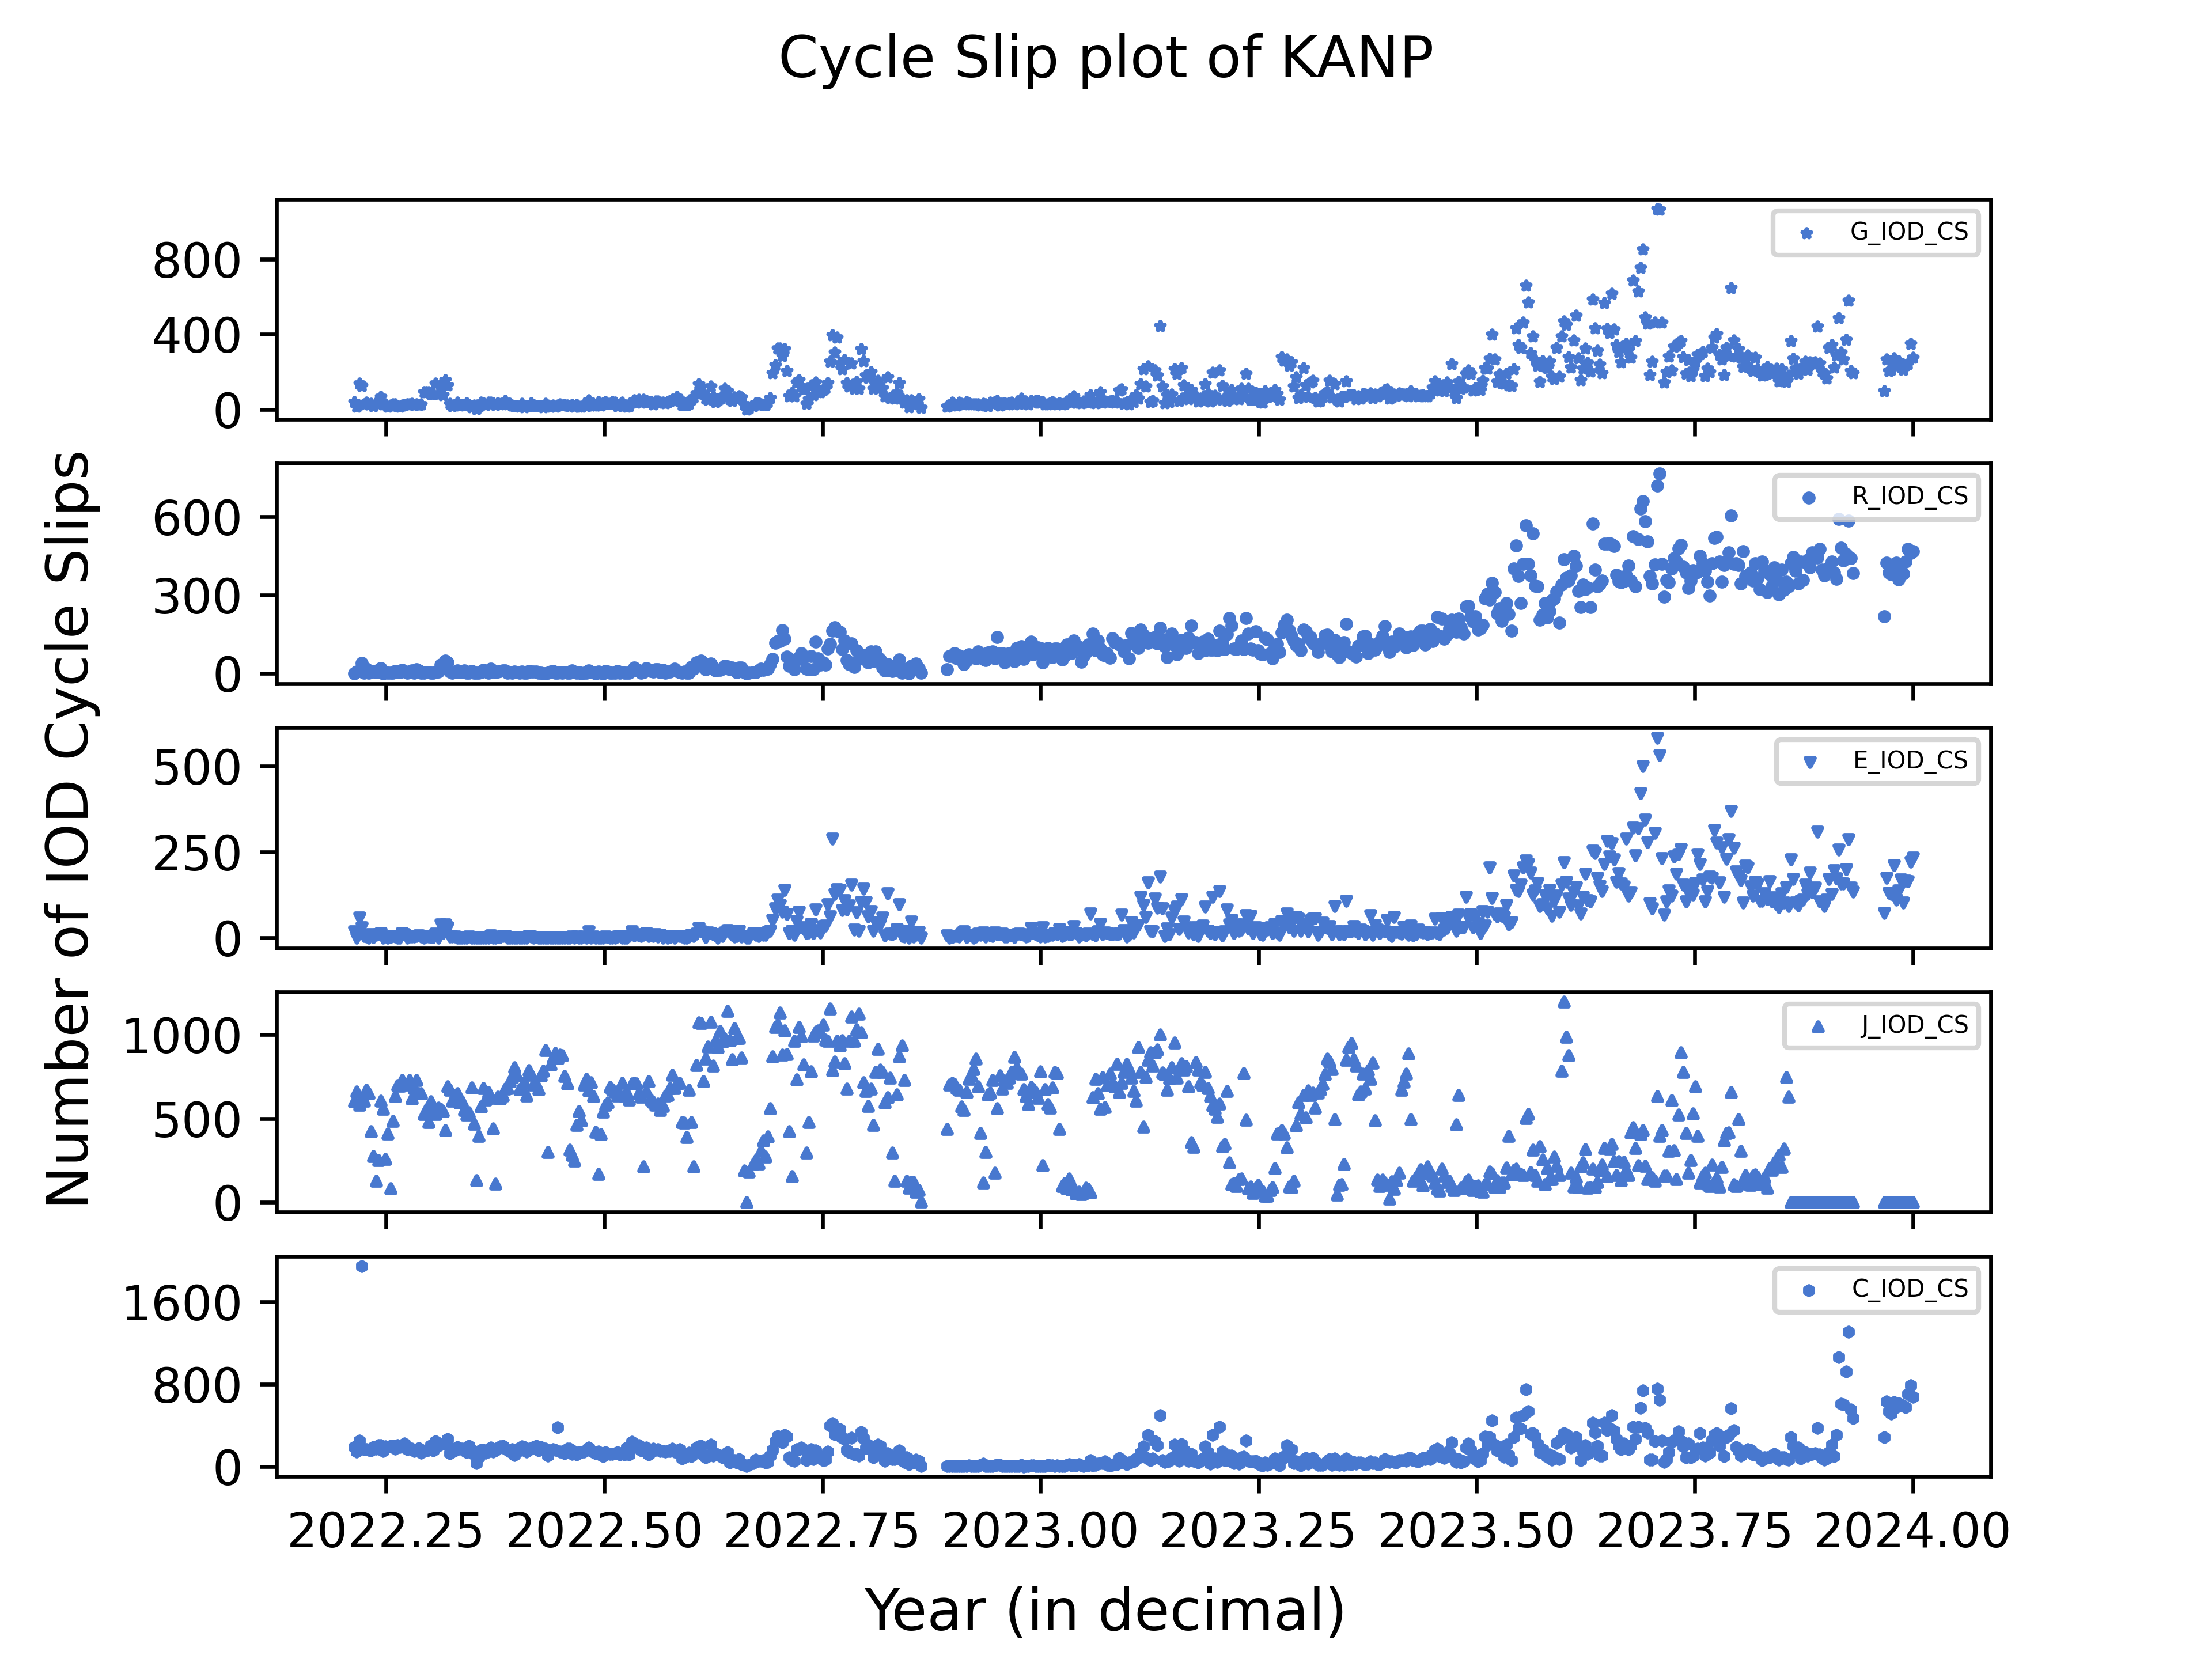 Cycle Slip plot of KANP
Number of IOD Cycle Slips
800
400
0
G_IOD_CS
600
300
0
R_IOD_CS
500
250
0
E_IOD_CS
1000
500
0
J_IOD_CS
1600
800
0
C_IOD_CS
2022.25 2022.50 2022.75 2023.00 2023.25 2023.50 2023.75 2024.00
Year (in decimal)